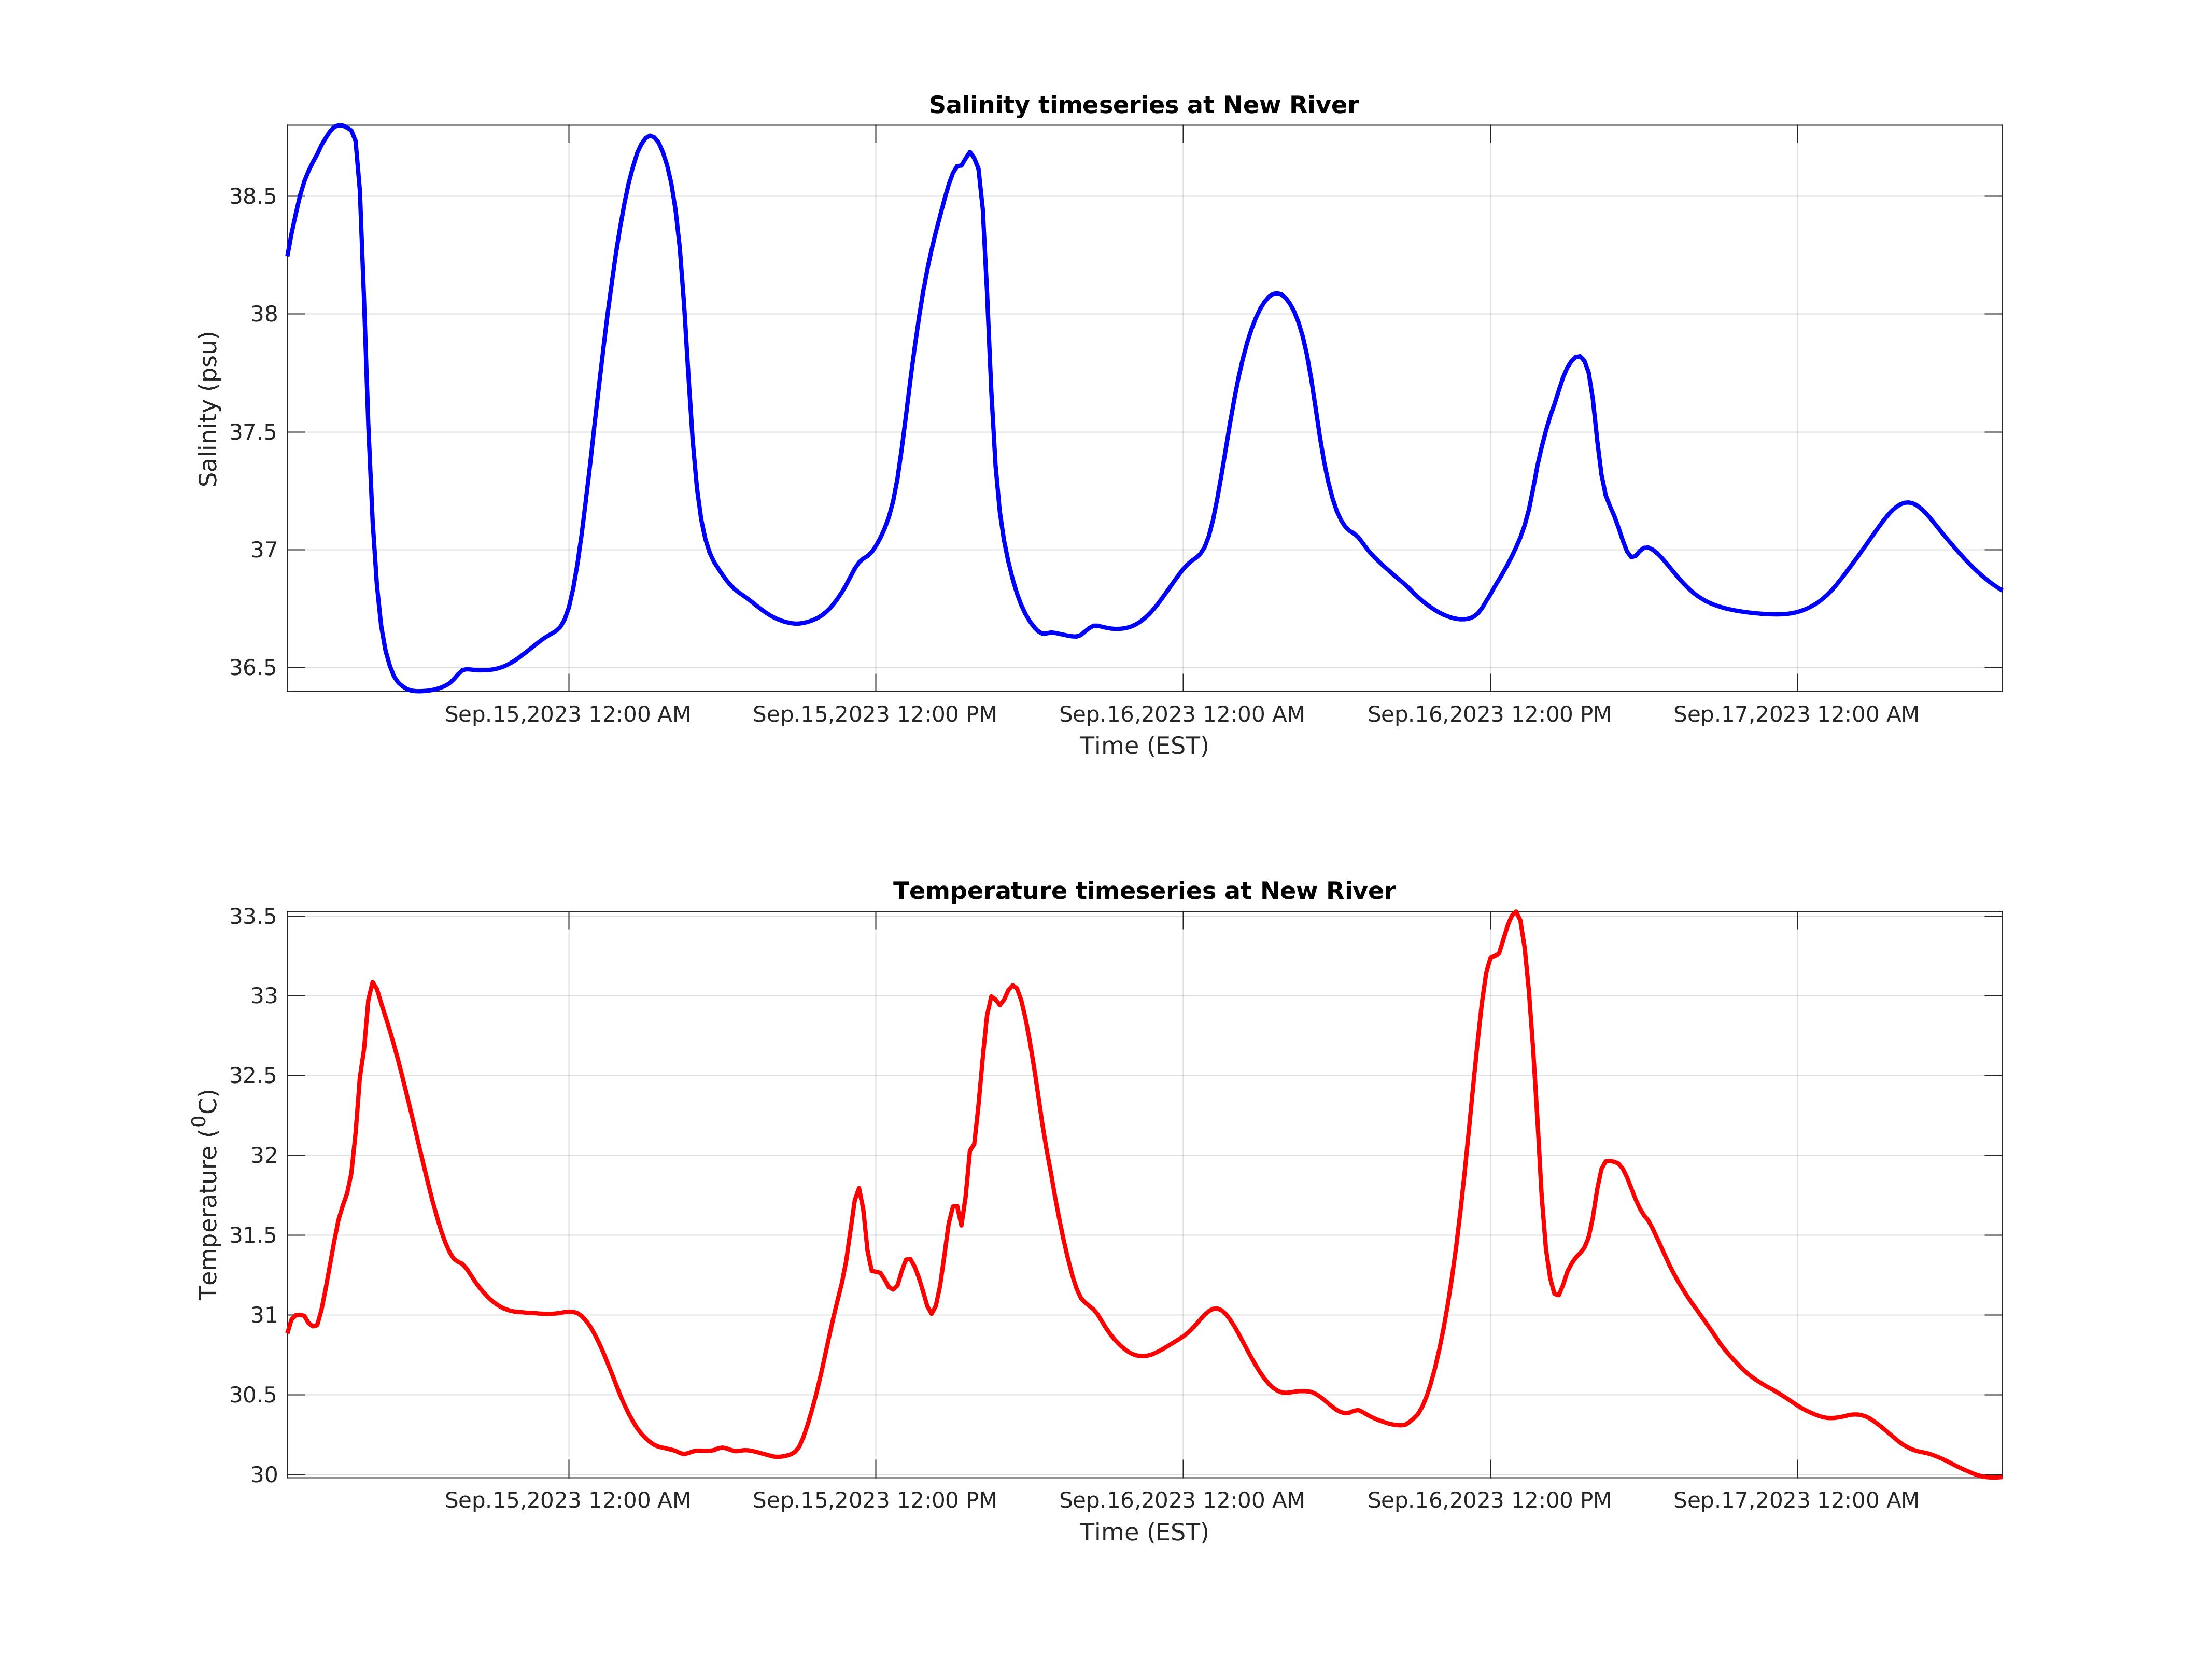 Salinity timeseries at New River
38.5
38
37.5
37
36.5
Salinity (psu)
Sep.15,2023 12:00 AM
Sep.15,2023 12:00 PM
Sep.16,2023 12:00 AM
Sep.16,2023 12:00 PM
Sep.17,2023 12:00 AM
Time (EST)
Temperature timeseries at New River
33.5
33
32.5
32
31.5
31
30.5
30
Temperature (⁰C)
Sep.15,2023 12:00 AM
Sep.15,2023 12:00 PM
Sep.16,2023 12:00 AM
Sep.16,2023 12:00 PM
Sep.17,2023 12:00 AM
Time (EST)